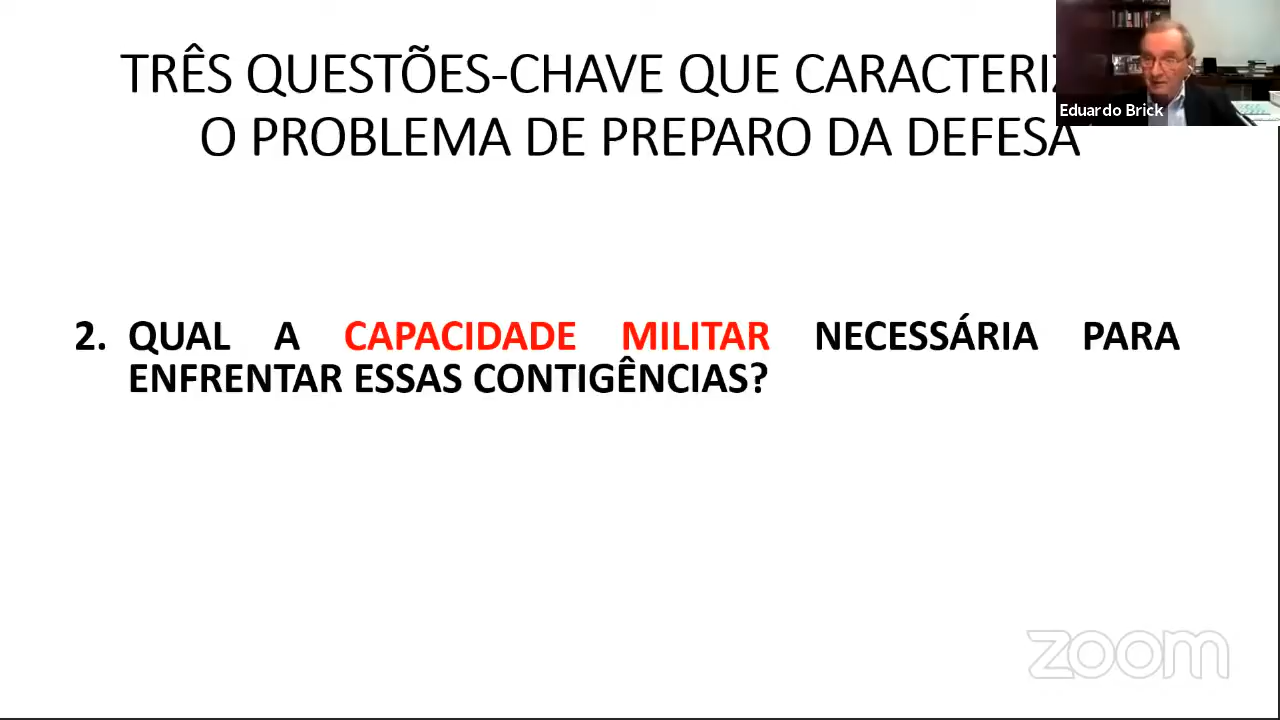 TRÊS QUESTÕES-CHAVE QUE
O PROBLEMA DE PREPARO DA DEFESA
Eduardo Brick
2. QUAL A CAPACIDADE MILITAR NECESSÁRIA PARA
ENFRENTAR ESSAS CONTIGÊNCIAS?
zoom